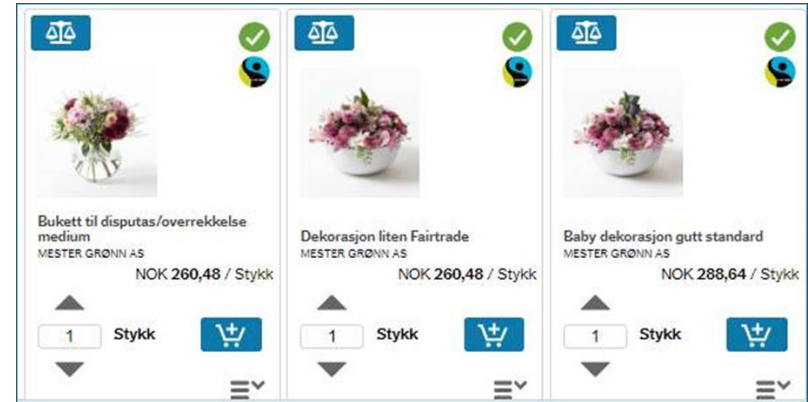 Bukett til disputas/overrekkelse
medium
MESTER GRØNN AS
NOK 260,48 / Stykk
1 Stykk
Dekorasjon liten Fairtrade
MESTER GRØNN AS
NOK 260,48 / Stykk
1 Stykk
Baby dekorasjon gutt standard
MESTER GRØNN AS
NOK 288,64 / Stykk
1 Stykk